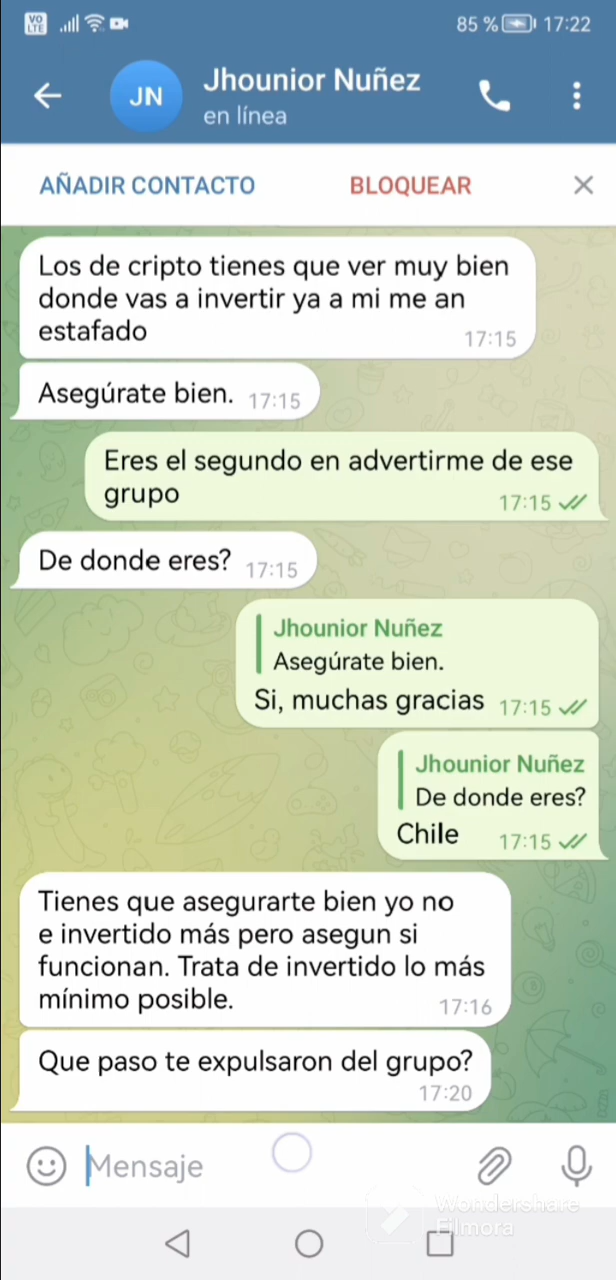 VO
LTE
85 % 17:22
JN
Jhounior Nuñez
en línea
AÑADIR CONTACTO
BLOQUEAR
Los de cripto tienes que ver muy bien
donde vas a invertir ya a mi me an
estafado
17:15
Asegúrate bien. 17:15
Eres el segundo en advertirme de ese
grupo
17:15
De donde eres? 17:15
Jhounior Nuñez
Asegúrate bien.
Si, muchas gracias 17:15
Jhounior Nuñez
De donde eres?
Chile 17:15
Tienes que asegurarte bien yo no
e invertido más pero asegun si
funcionan. Trata de invertido lo más
mínimo posible.
17:16
Que paso te expulsaron del grupo?
17:20
Mensaje
Wondershare
Filmora